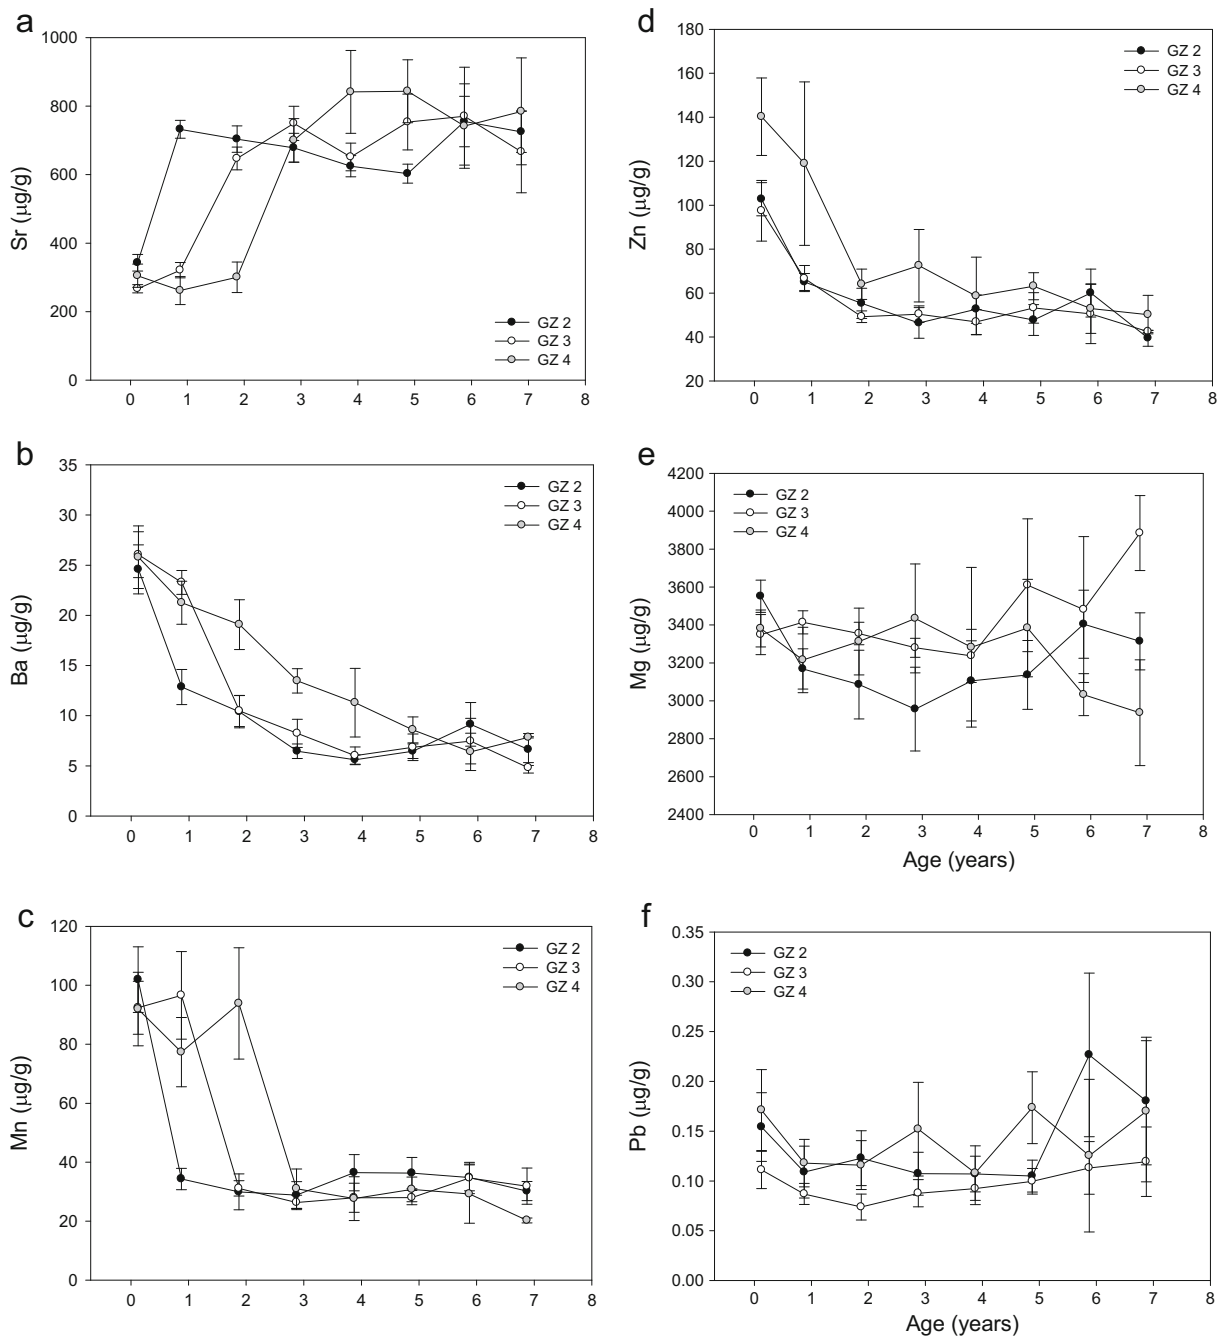 a
1000
800
600
400
200
0
Sr (µg/g)
GZ 2
GZ 3
GZ 4
0 1 2 3 4 5 6 7 8
d
180
160
140
120
100
80
60
40
20
Zn (µg/g)
GZ 2
GZ 3
GZ 4
0 1 2 3 4 5 6 7 8
b
35
30
25
20
15
10
5
0
Ba (µg/g)
GZ 2
GZ 3
GZ 4
0 1 2 3 4 5 6 7 8
e
4200
4000
3800
3600
3400
3200
3000
2800
2600
2400
Mg (µg/g)
GZ 2
GZ 3
GZ 4
0 1 2 3 4 5 6 7 8
Age (years)
c
120
100
80
60
40
20
0
Mn (µg/g)
GZ 2
GZ 3
GZ 4
0 1 2 3 4 5 6 7 8
f
0.35
0.30
0.25
0.20
0.15
0.10
0.05
0.00
Pb (µg/g)
GZ 2
GZ 3
GZ 4
0 1 2 3 4 5 6 7 8
Age (years)